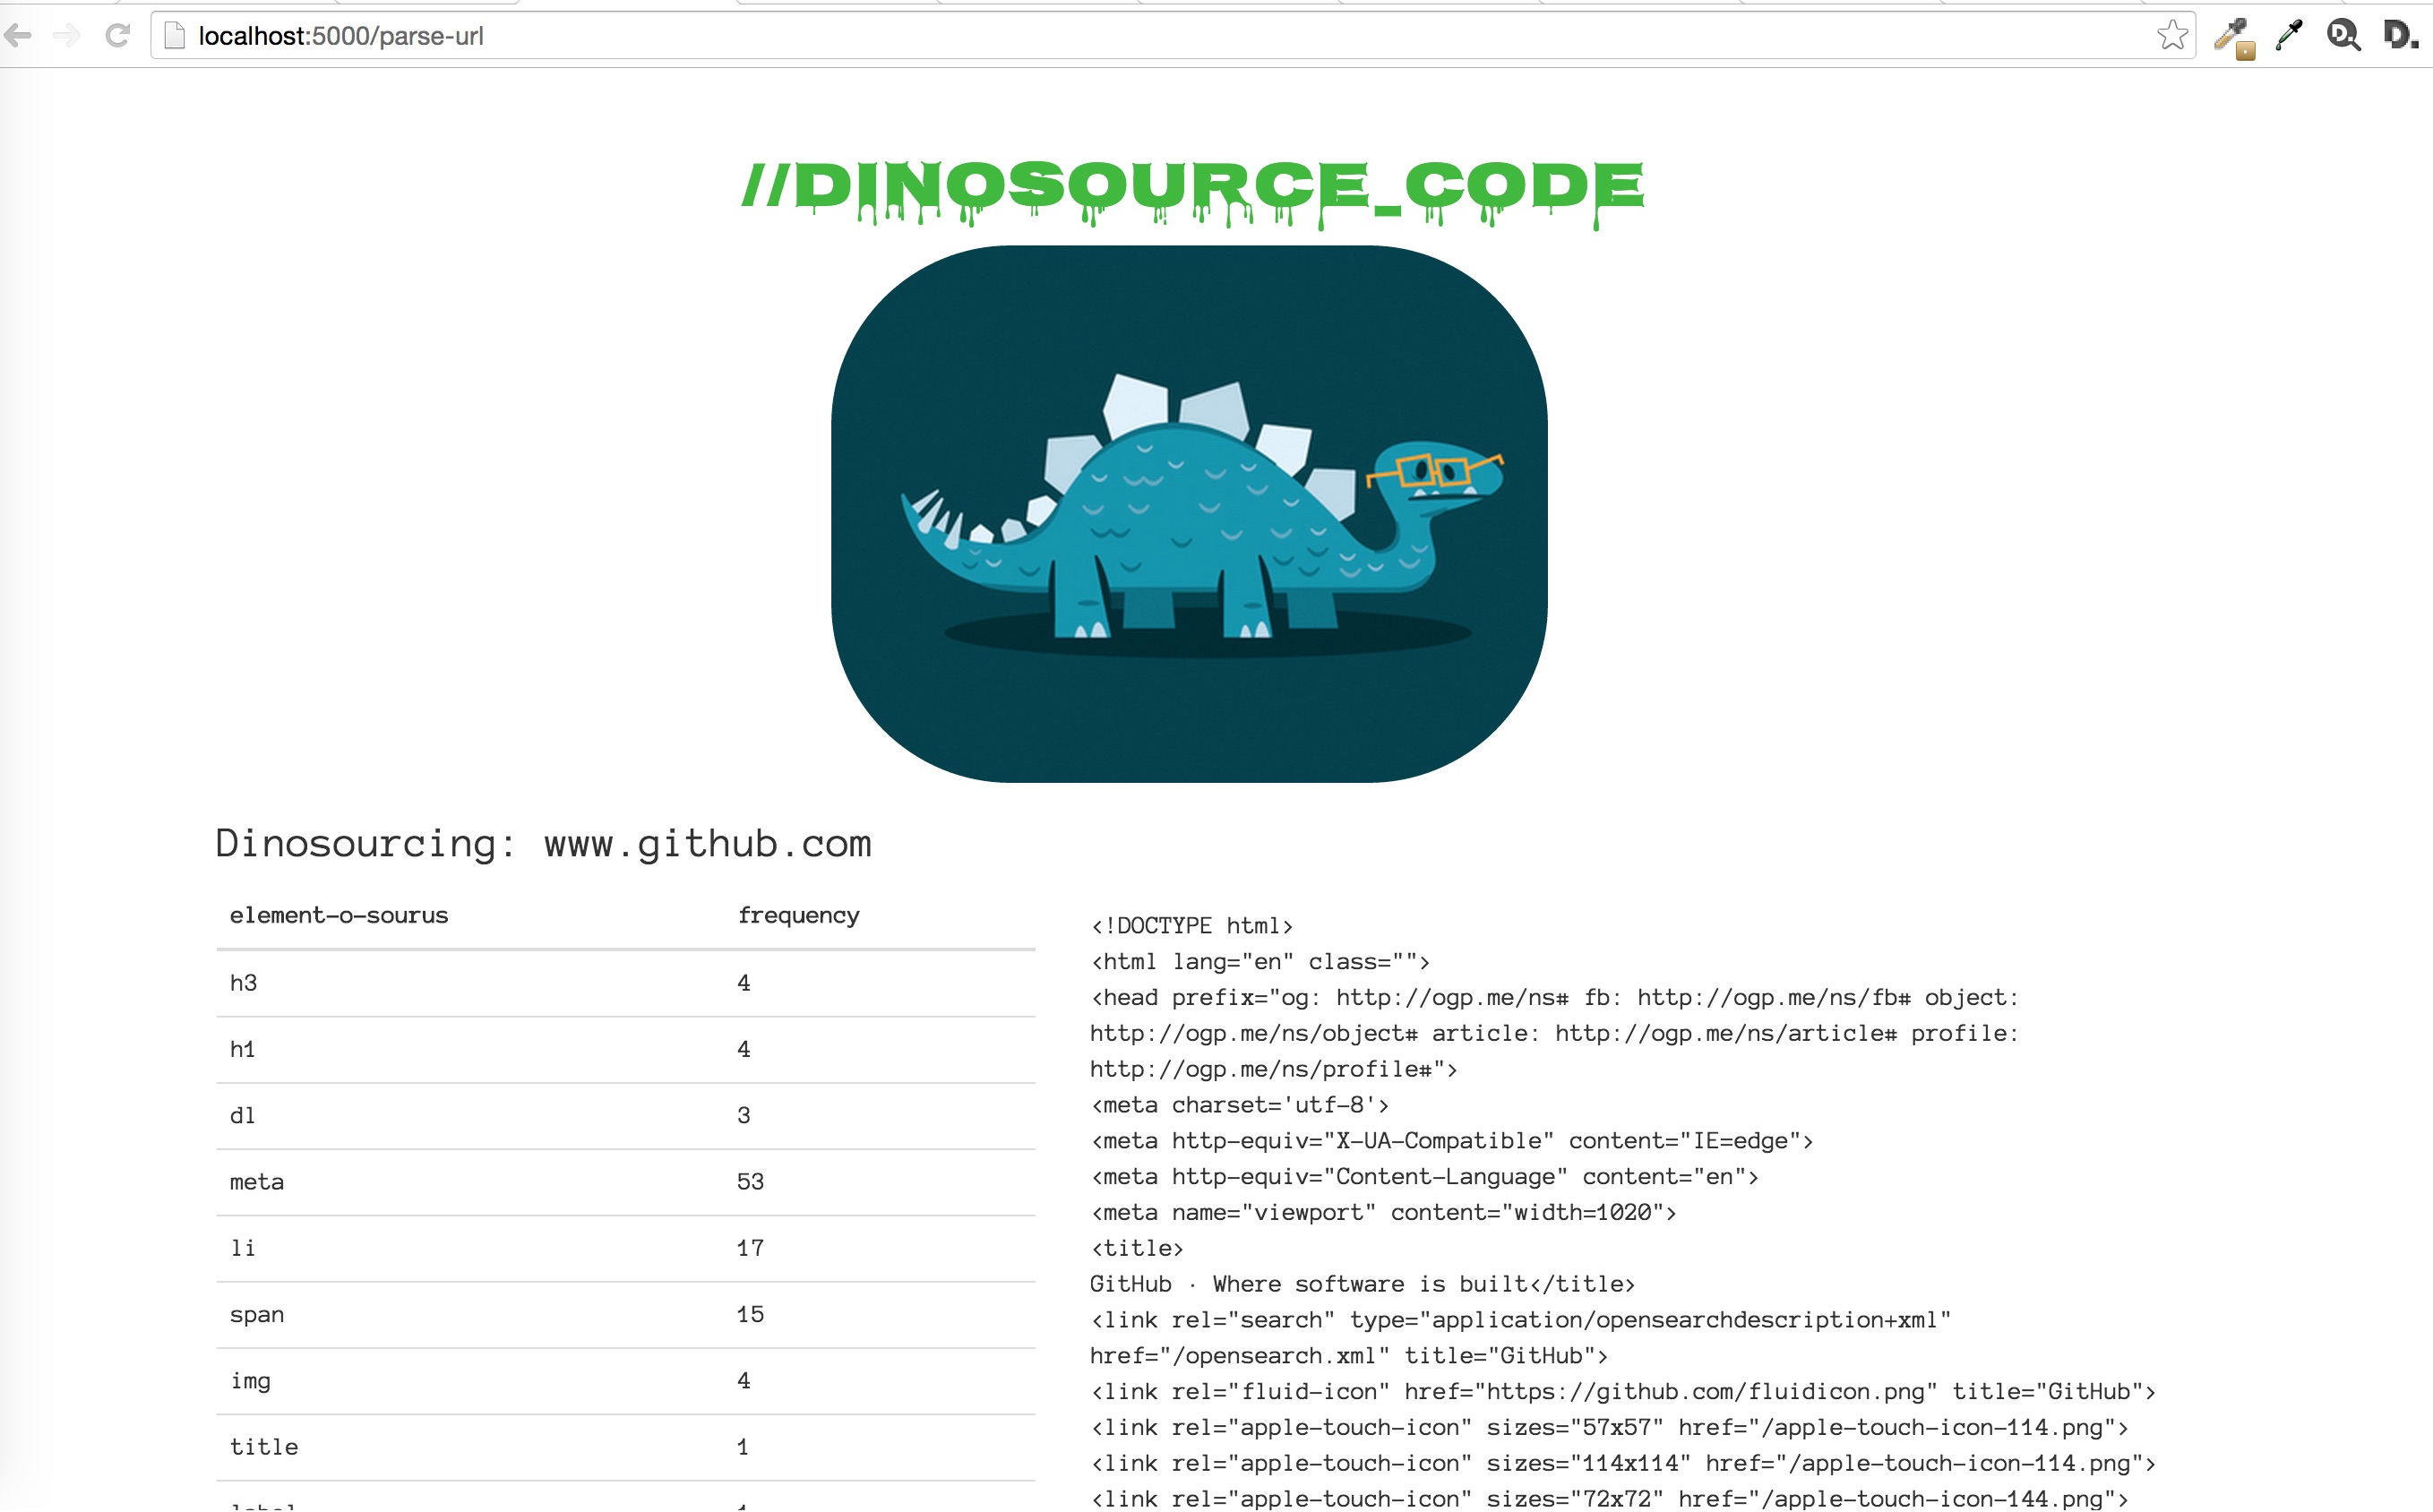 localhost:5000/parse-url
//DINOSOURCE_CODE
Dinosourcing: www.github.com
element-o-sourus frequency
h3 4
h1 4
dl 3
meta 53
li 17
span 15
img 4
title 1
<!DOCTYPE html>
<html lang="en" class="">
<head prefix="og: http://ogp.me/ns# fb: http://ogp.me/ns/fb# object:
http://ogp.me/ns/object# article: http://ogp.me/ns/article# profile:
http://ogp.me/ns/profile#">
<meta charset='utf-8'>
<meta http-equiv="X-UA-Compatible" content="IE=edge">
<meta http-equiv="Content-Language" content="en">
<meta name="viewport" content="width=1020">
<title>
GitHub · Where software is built</title>
<link rel="search" type="application/opensearchdescription+xml"
href="/opensearch.xml" title="GitHub">
<link rel="fluid-icon" href="https://github.com/fluidicon.png" title="GitHub">
<link rel="apple-touch-icon" sizes="57x57" href="/apple-touch-icon-114.png">
<link rel="apple-touch-icon" sizes="114x114" href="/apple-touch-icon-114.png">
<link rel="apple-touch-icon" sizes="72x72" href="/apple-touch-icon-144.png">
D.
D.